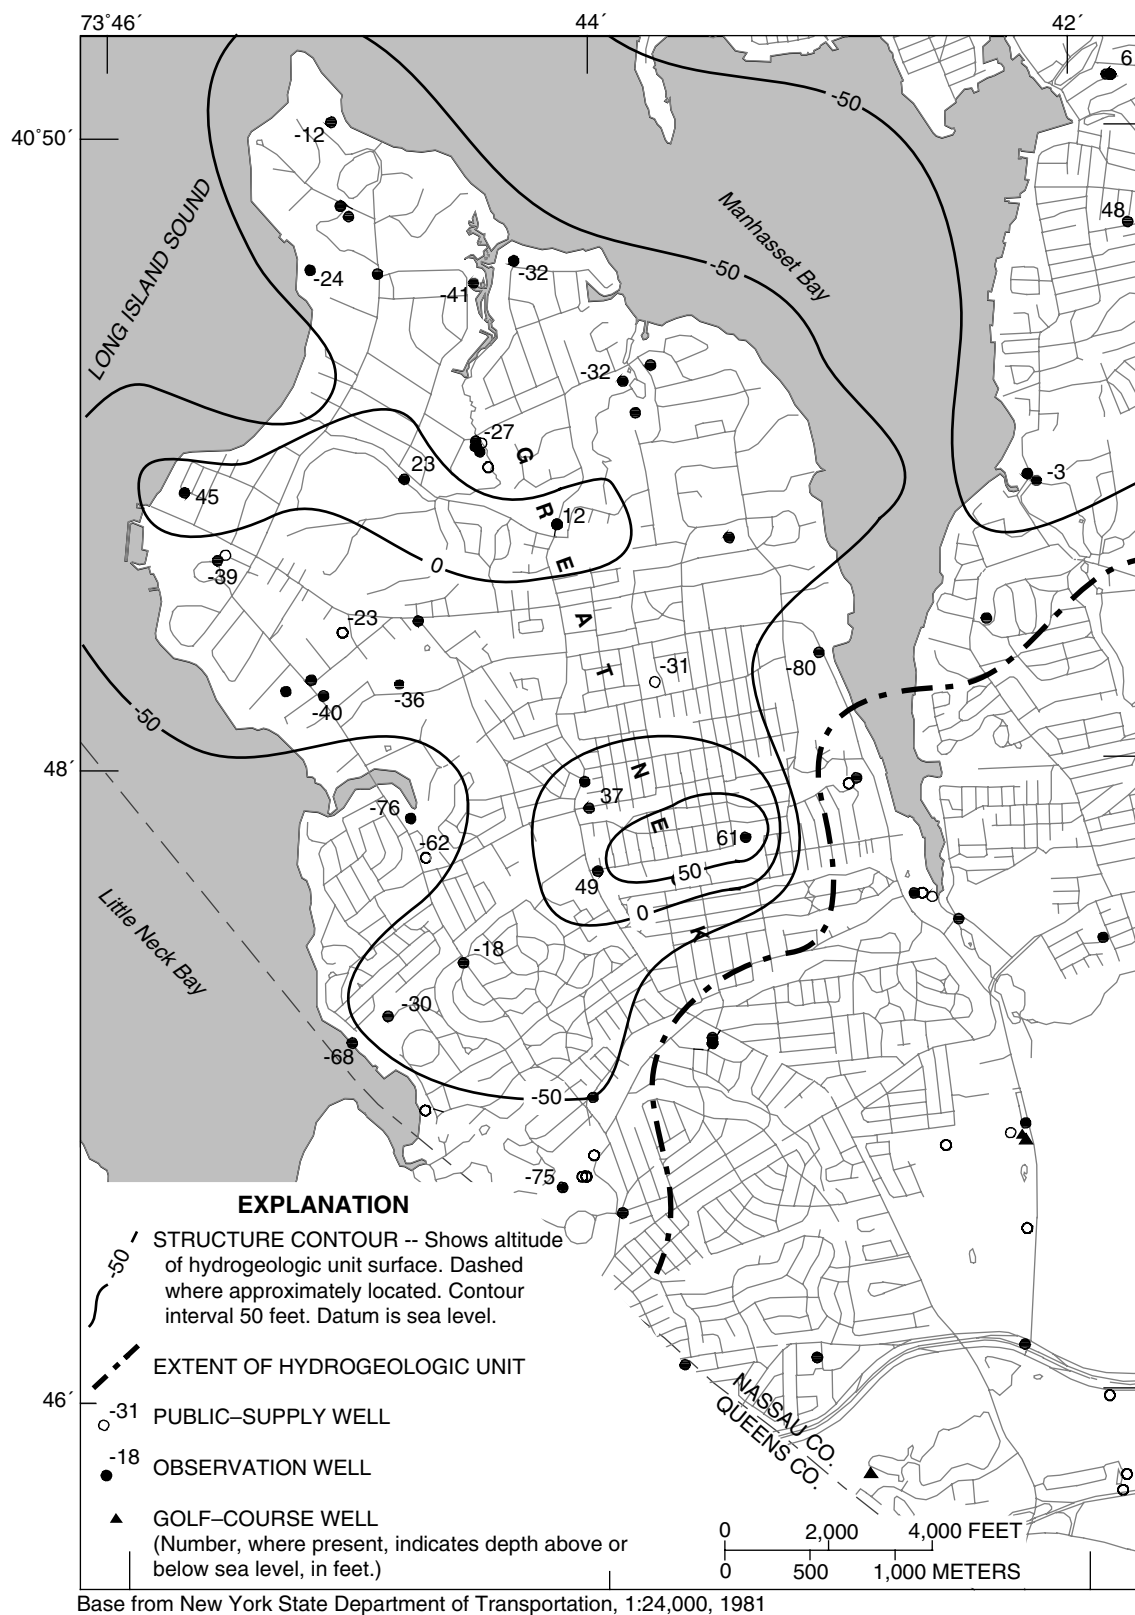 73°46´
44´
42´
6
-50
-12
40°50´
LONG ISLAND SOUND
Manhasset Bay
48
-24
-41
-32
-50
-32
-27
23
-3
45
12
0
-39
-23
-31
-80
-36
-40
-50
48´
37
-76
-62
61
50
49
0
GREAT NECK
Little Neck Bay
-18
-30
-68
-50
-75
EXPLANATION
-50
STRUCTURE CONTOUR -- Shows altitude
of hydrogeologic unit surface. Dashed
where approximately located. Contour
interval 50 feet. Datum is sea level.
EXTENT OF HYDROGEOLOGIC UNIT
46´
-31
PUBLIC–SUPPLY WELL
-18
OBSERVATION WELL
GOLF–COURSE WELL
(Number, where present, indicates depth above or
below sea level, in feet.)
NASSAU CO.
QUEENS CO.
0 2,000 4,000 FEET
0 500 1,000 METERS
Base from New York State Department of Transportation, 1:24,000, 1981